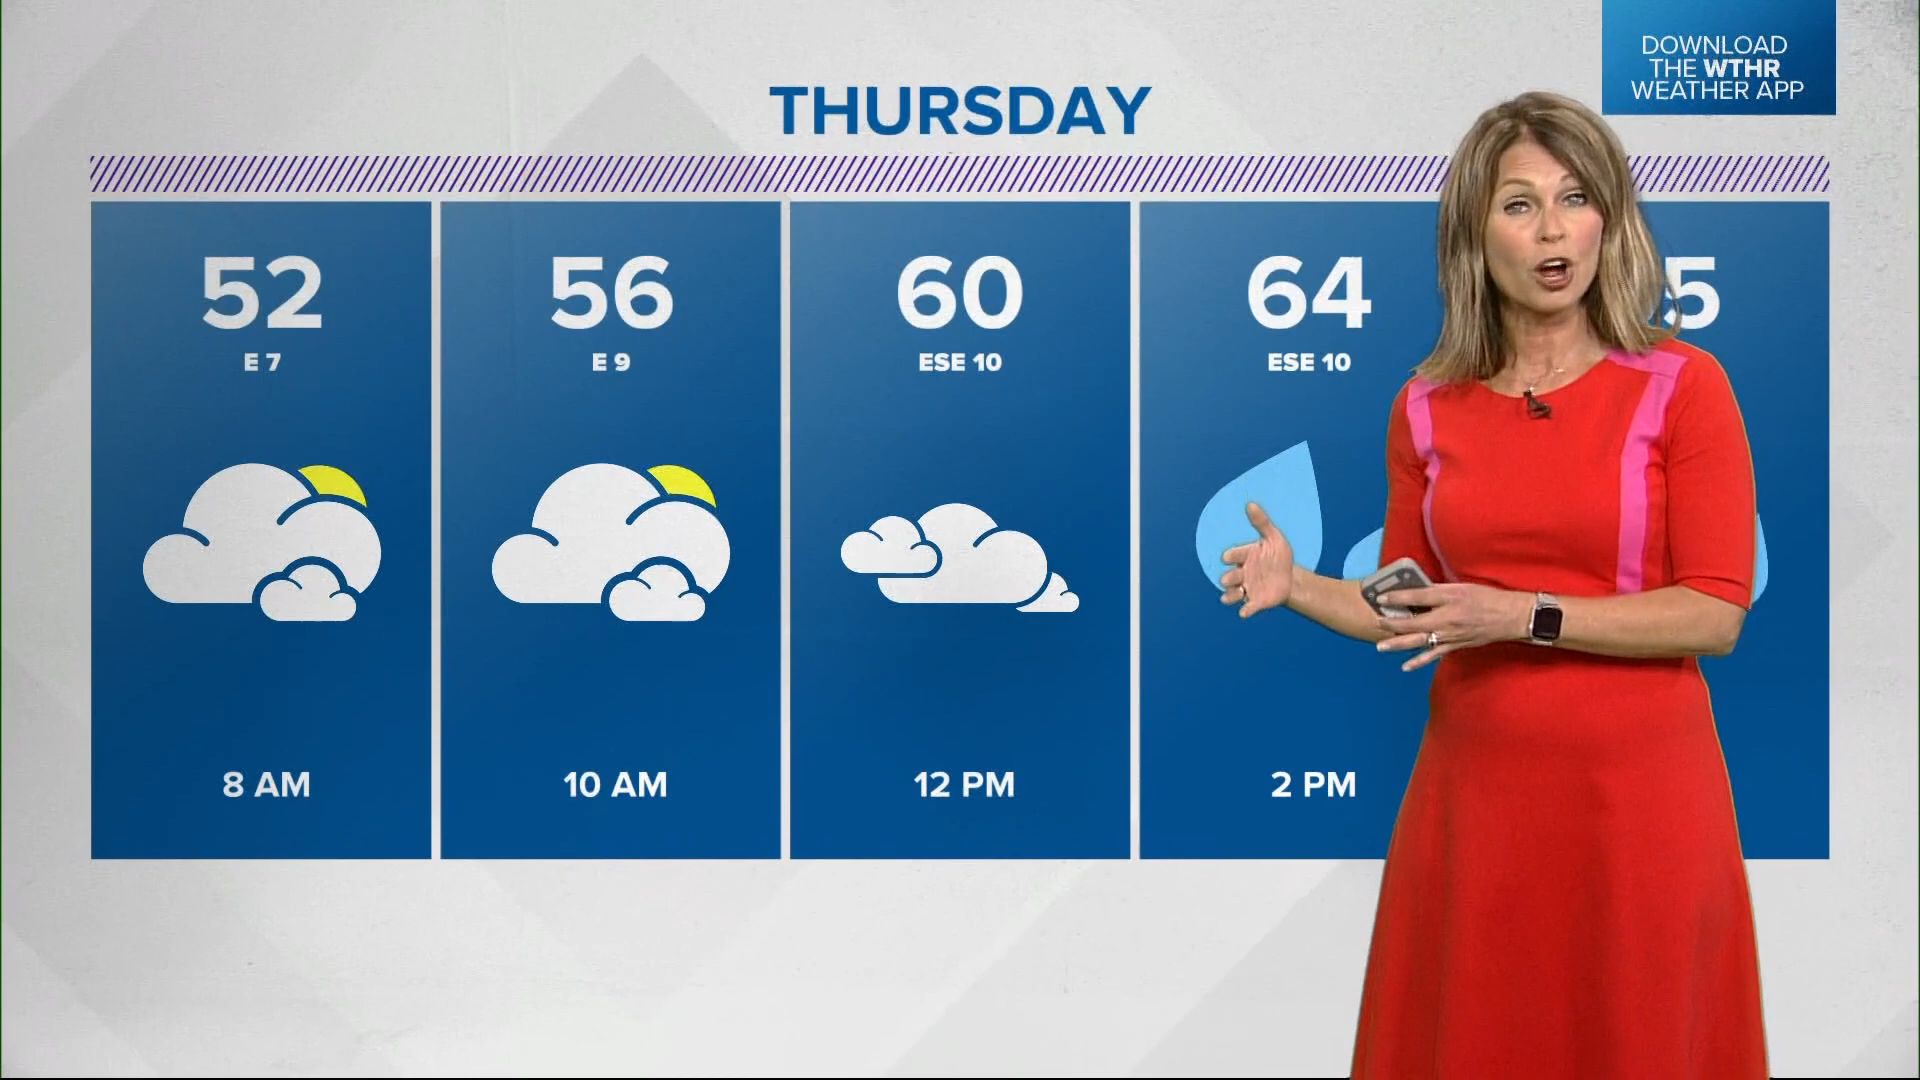 DOWNLOAD
THE WTHR
WEATHER APP
THURSDAY
52
E 7
8 AM
56
E 9
10 AM
60
ESE 10
12 PM
64
ESE 10
2 PM
5